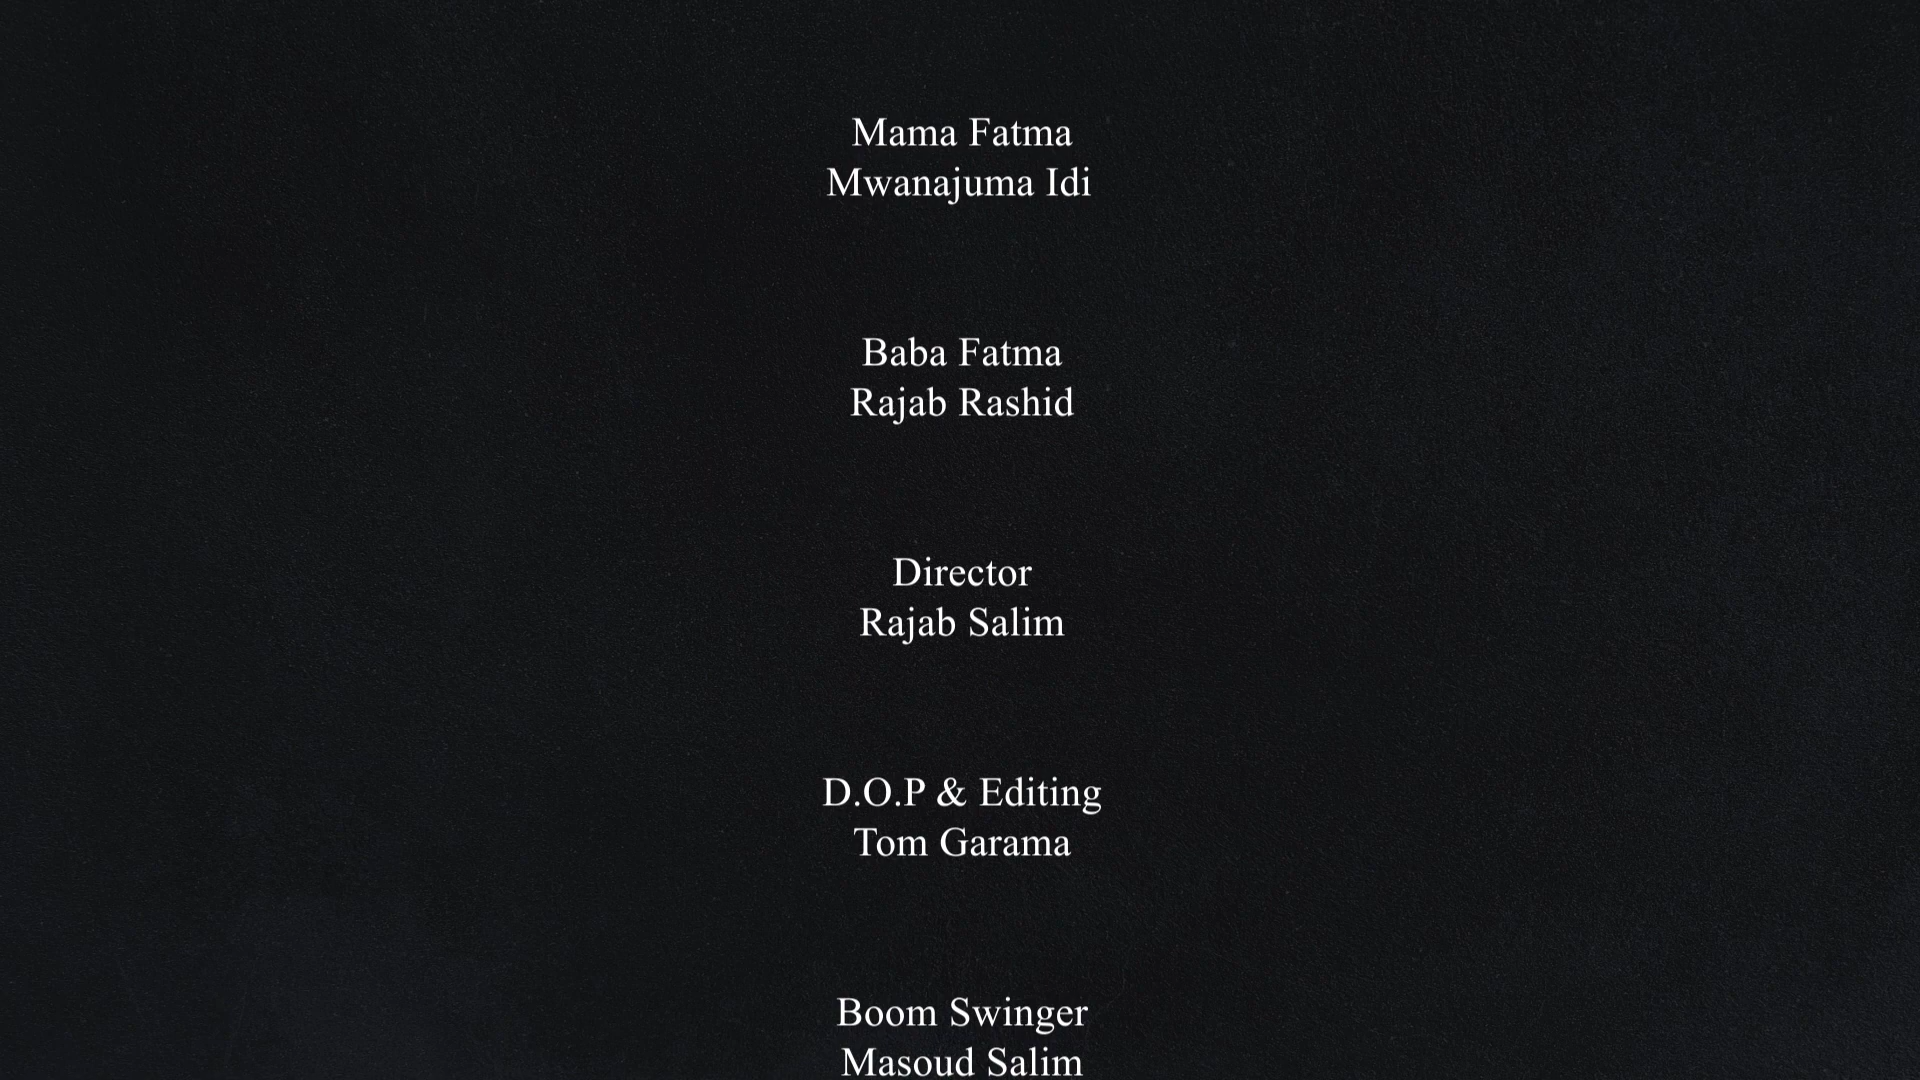 Mama Fatma
Mwanajuma Idi
Baba Fatma
Rajab Rashid
Director
Rajab Salim
D.O.P & Editing
Tom Garama
Boom Swinger
Masoud Salim